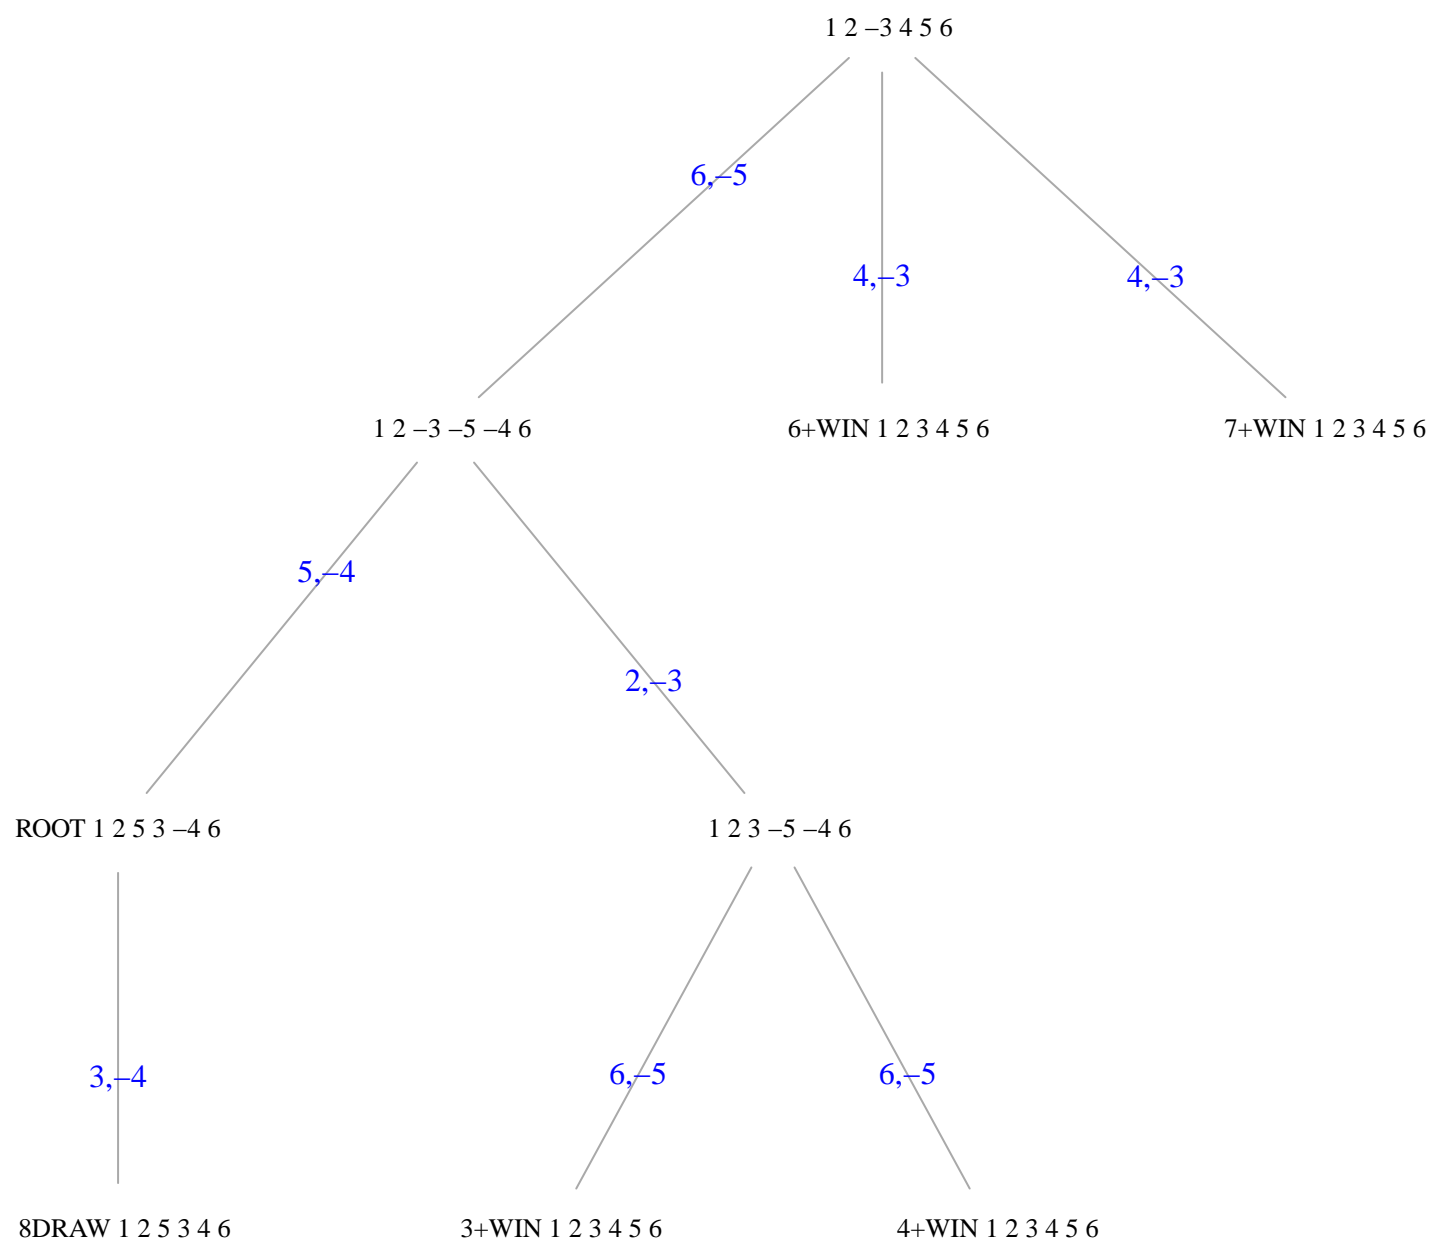 1 2 –3 4 5 6
6,–5
4,–3
4,–3
1 2 –3 –5 –4 6
6+WIN 1 2 3 4 5 6
7+WIN 1 2 3 4 5 6
5,–4
2,–3
ROOT 1 2 5 3 –4 6
1 2 3 –5 –4 6
3,–4
6,–5
6,–5
8DRAW 1 2 5 3 4 6
3+WIN 1 2 3 4 5 6
4+WIN 1 2 3 4 5 6